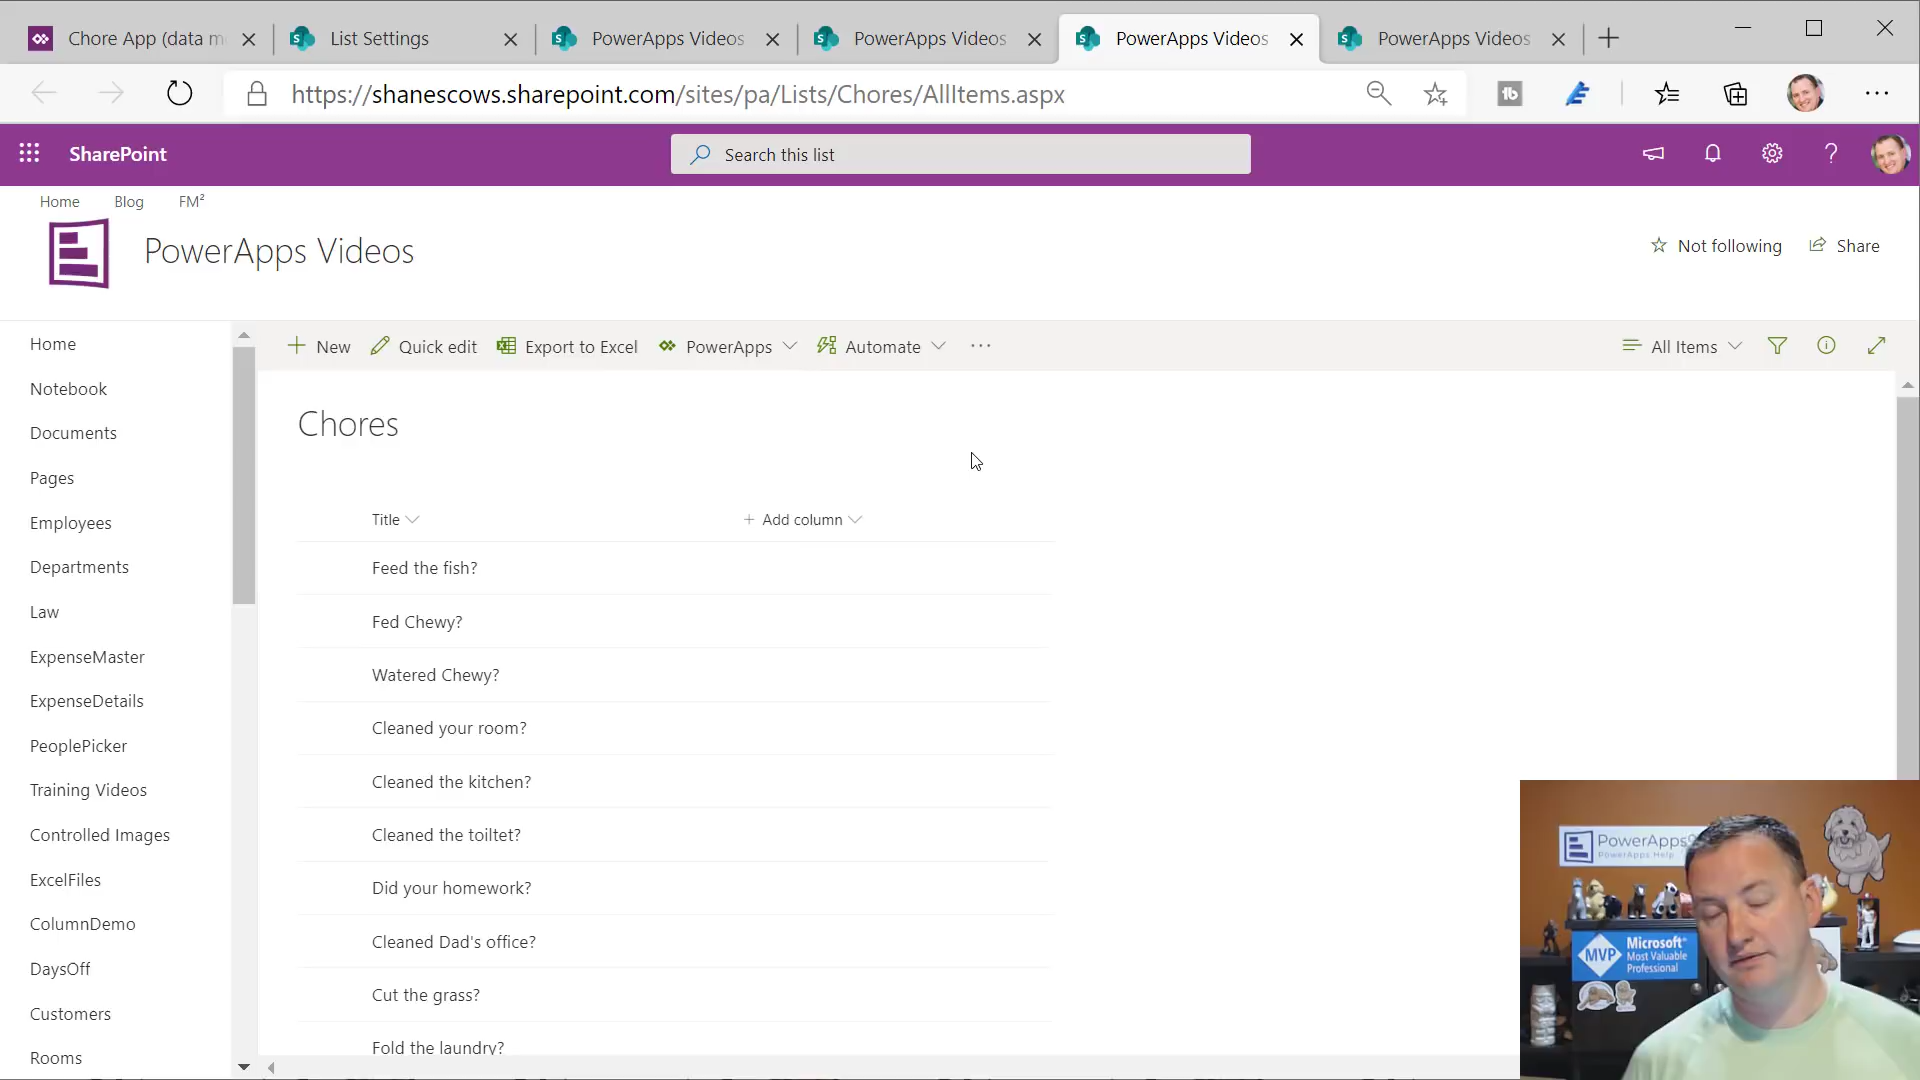 Chore App (data m
List Settings
PowerApps Videos
PowerApps Videos
PowerApps Videos
PowerApps Videos
https://shanescows.sharepoint.com/sites/pa/Lists/Chores/AllItems.aspx
SharePoint
Search this list
Home
Blog
FM²
PowerApps Videos
Not following
Share
Home
Notebook
Documents
Pages
Employees
Departments
Law
ExpenseMaster
ExpenseDetails
PeoplePicker
Training Videos
Controlled Images
ExcelFiles
ColumnDemo
DaysOff
Customers
Rooms
New
Quick edit
Export to Excel
PowerApps
Automate
All Items
Chores
Title
Add column
Feed the fish?
Fed Chewy?
Watered Chewy?
Cleaned your room?
Cleaned the kitchen?
Cleaned the toiltet?
Did your homework?
Cleaned Dad's office?
Cut the grass?
Fold the laundry?
PowerApps9
PowerApps Help
MVP
Microsoft®
Most Valuable
Professional